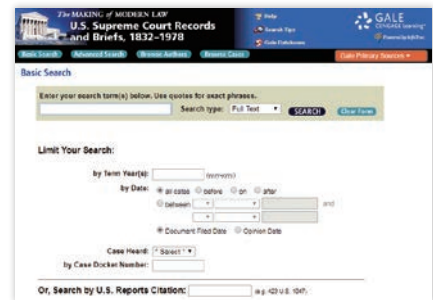 The MAKING of MODERN LAW
U.S. Supreme Court Records
and Briefs, 1832–1978
Help
Search Tips
Gale Databases
GALE
CENGAGE Learning
Basic Search
Advanced Search
Browse Authors
Browse Cases
Gale Primary Sources
Basic Search
Enter your search term(s) below. Use quotes for exact phrases.
Search type: Full Text
SEARCH
Clear Form
Limit Your Search:
by Term Year(s):
by Date: all dates before on after
between
and
Document Filed Date Opinion Date
Case Heard: * Select *
by Case Docket Number:
Or, Search by U.S. Reports Citation: (e.g. 423 U.S. 1047)